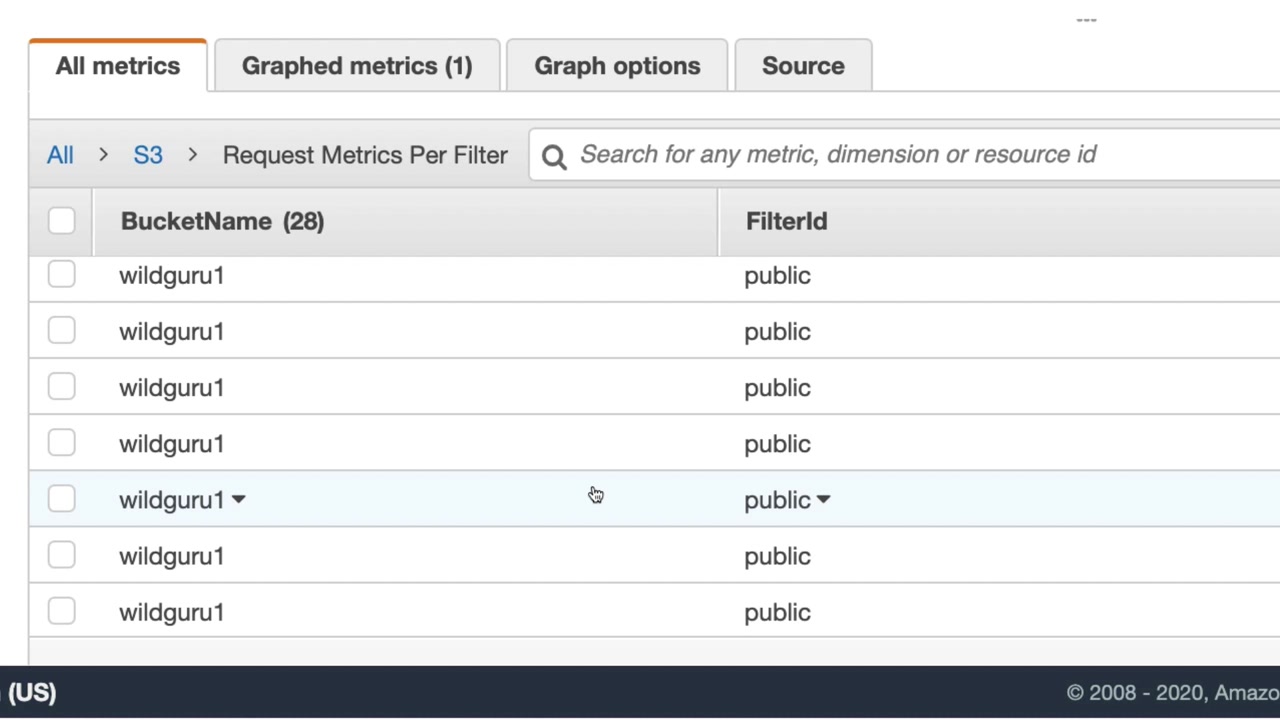 ---
All metrics Graphed metrics (1) Graph options Source
All > S3 > Request Metrics Per Filter Search for any metric, dimension or resource id
BucketName (28) FilterId
wildguru1 public
wildguru1 public
wildguru1 public
wildguru1 public
wildguru1 public
wildguru1 public
wildguru1 public
(US) © 2008 - 2020, Amazo